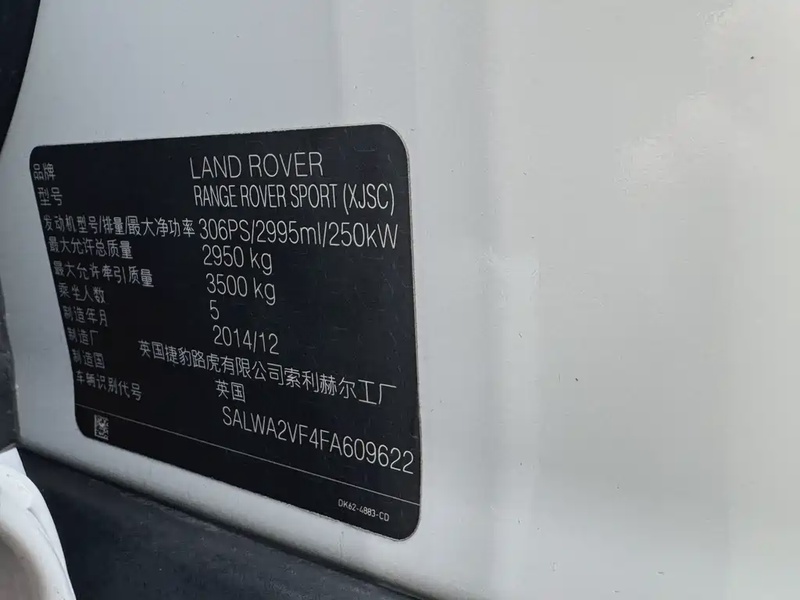 品牌 LAND ROVER
型号 RANGE ROVER SPORT (XJSC)
发动机型号/排量/最大净功率 306PS/2995ml/250kW
最大允许总质量 2950 kg
最大允许牵引质量 3500 kg
乘坐人数 5
制造年月 2014/12
制造厂 英国捷豹路虎有限公司索利赫尔工厂
制造国 英国
车辆识别代号 SALWA2VF4FA609622
DK62-4883-CD